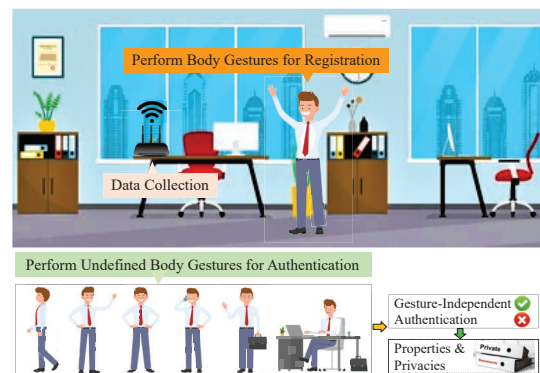 Perform Body Gestures for Registration
Data Collection
Perform Undefined Body Gestures for Authentication
Gesture-Independent
Authentication
Properties &
Privacies
Private